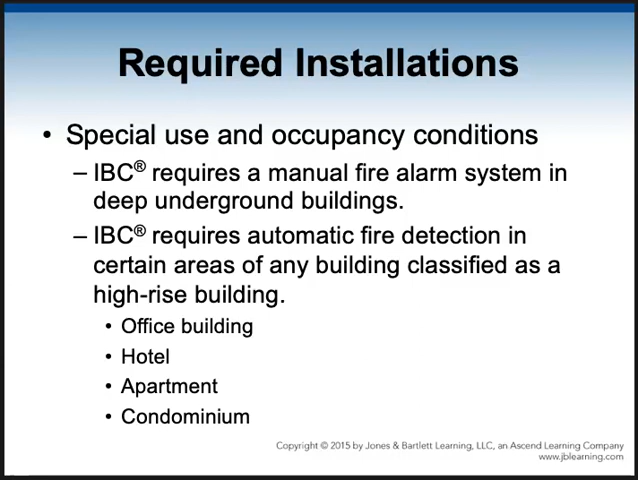 Required Installations
• Special use and occupancy conditions
– IBC® requires a manual fire alarm system in
deep underground buildings.
– IBC® requires automatic fire detection in
certain areas of any building classified as a
high-rise building.
• Office building
• Hotel
• Apartment
• Condominium
Copyright © 2015 by Jones & Bartlett Learning, LLC, an Ascend Learning Company
www.jblearning.com